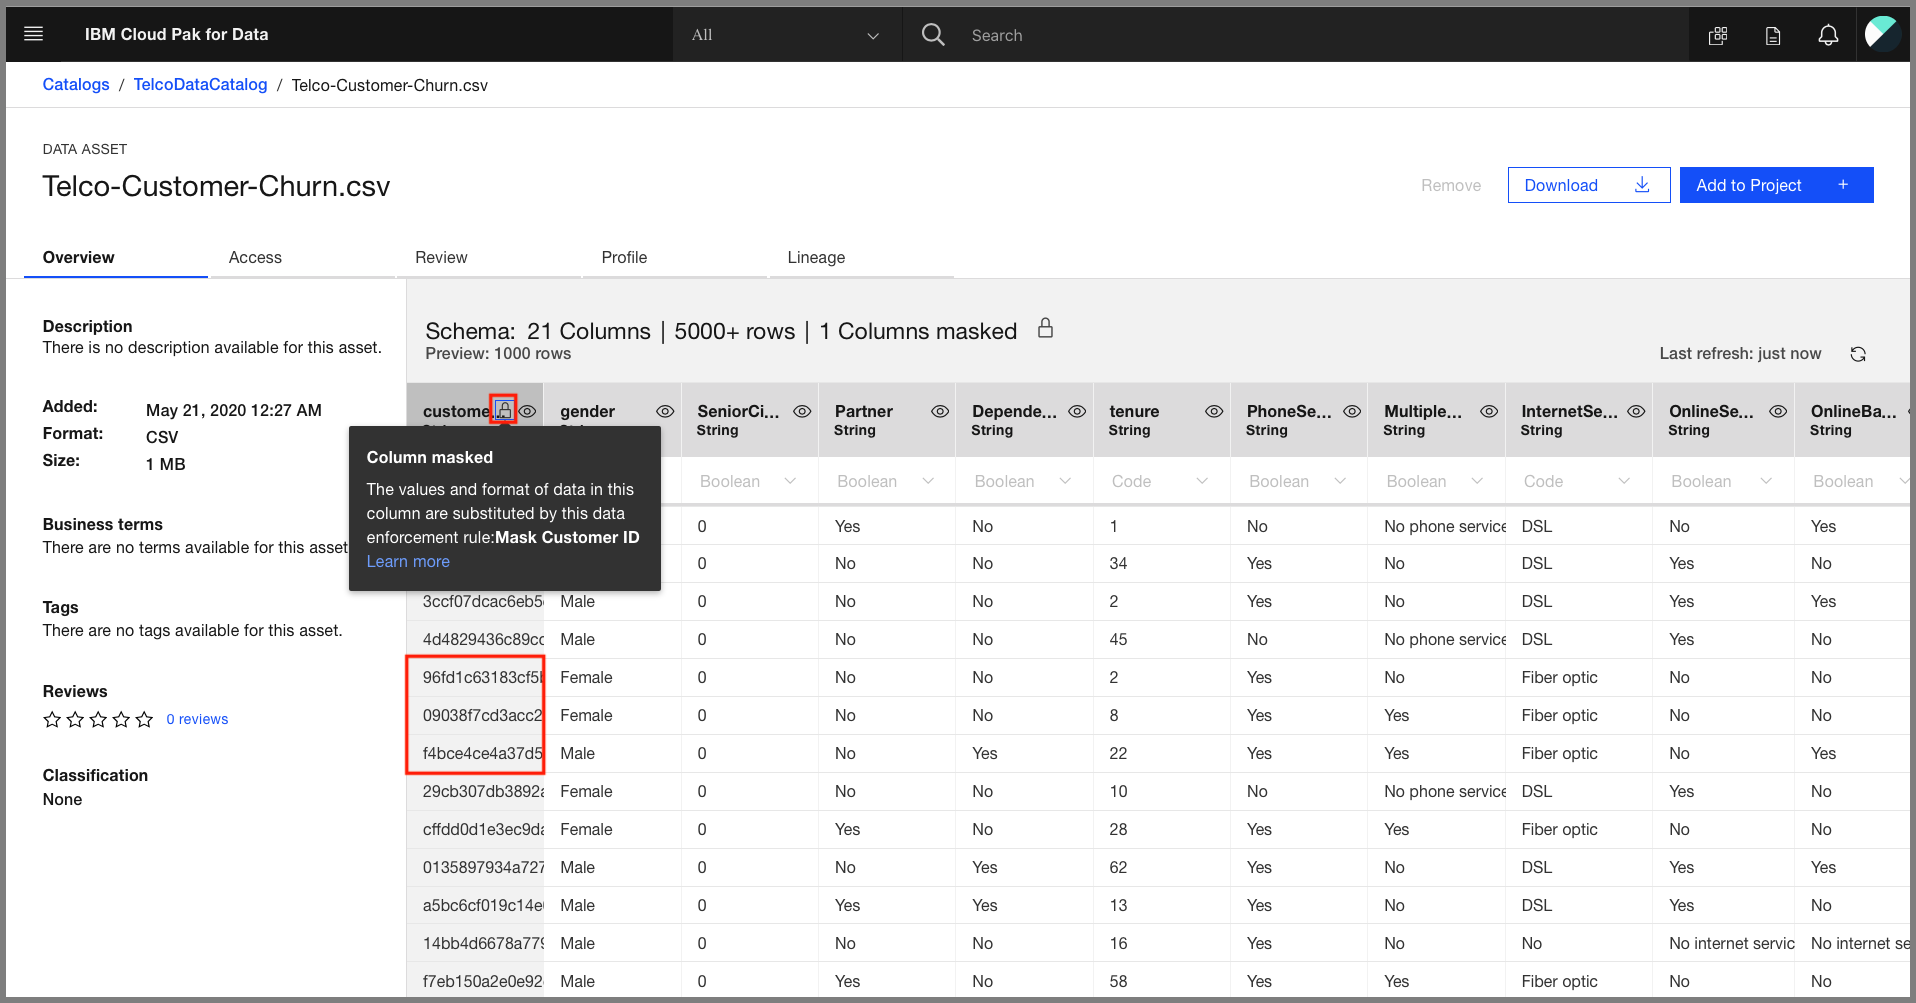 IBM Cloud Pak for Data All Search
Catalogs / TelcoDataCatalog / Telco-Customer-Churn.csv
DATA ASSET
Telco-Customer-Churn.csv
Remove Download Add to Project +
Overview Access Review Profile Lineage
Description
There is no description available for this asset.
Added: May 21, 2020 12:27 AM
Format: CSV
Size: 1 MB
Business terms
There are no terms available for this asset
Tags
There are no tags available for this asset.
Reviews
0 reviews
Classification
None
Schema: 21 Columns | 5000+ rows | 1 Columns masked
Preview: 1000 rows
Last refresh: just now
custome... gender SeniorCi... Partner Depende... tenure PhoneSe... Multiple... InternetSe... OnlineSe... OnlineBa...
String String String String String String String String String
Boolean Boolean Boolean Code Boolean Boolean Code Boolean Boolean
Column masked
The values and format of data in this
column are substituted by this data
enforcement rule:Mask Customer ID
Learn more
0 Yes No 1 No No phone service DSL No Yes
0 No No 34 Yes No DSL Yes No
3ccf07dcac6eb5 Male 0 No No 2 Yes No DSL Yes Yes
4d4829436c89cc Male 0 No No 45 No No phone service DSL Yes No
96fd1c63183cf5 Female 0 No No 2 Yes No Fiber optic No No
09038f7cd3acc2 Female 0 No No 8 Yes Yes Fiber optic No No
f4bce4ce4a37d5 Male 0 No Yes 22 Yes Yes Fiber optic No Yes
29cb307db3892a Female 0 No No 10 No No phone service DSL Yes No
cffdd0d1e3ec9da Female 0 Yes No 28 Yes Yes Fiber optic No No
0135897934a727 Male 0 No Yes 62 Yes No DSL Yes Yes
a5bc6cf019c14e Male 0 Yes Yes 13 Yes No DSL Yes No
14bb4d6678a779 Male 0 No No 16 Yes No No No internet servic No internet se
f7eb150a2e0e92 Male 0 Yes No 58 Yes Yes Fiber optic No No